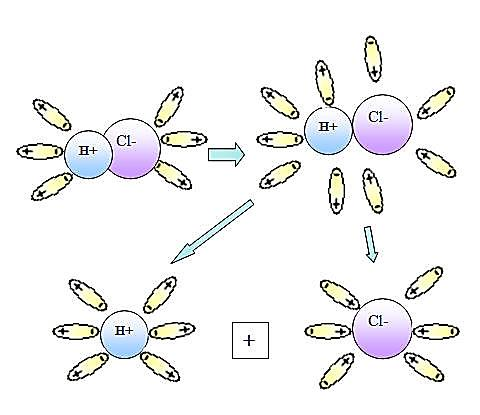 H+ Cl-
H+ Cl-
H+
+
Cl-